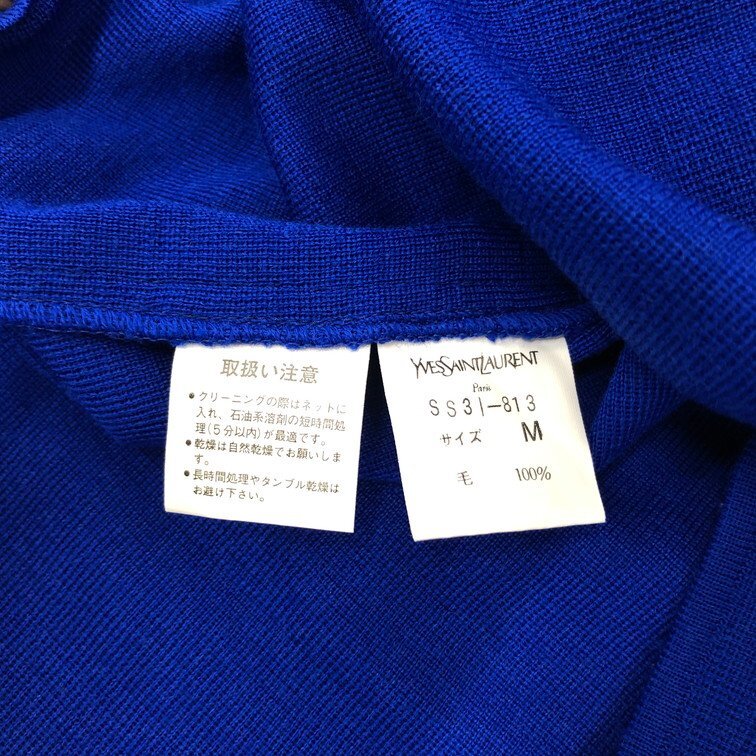 取扱い注意
●クリーニングの際はネットに
入れ、石油系溶剤の短時間処
理(5分以内)が最適です。
●乾燥は自然乾燥でお願いしま
す。
●長時間処理やタンブル乾燥は
お避け下さい。
YVESSAINTLAURENT
Paris
SS31-813
サイズ M
毛 100%